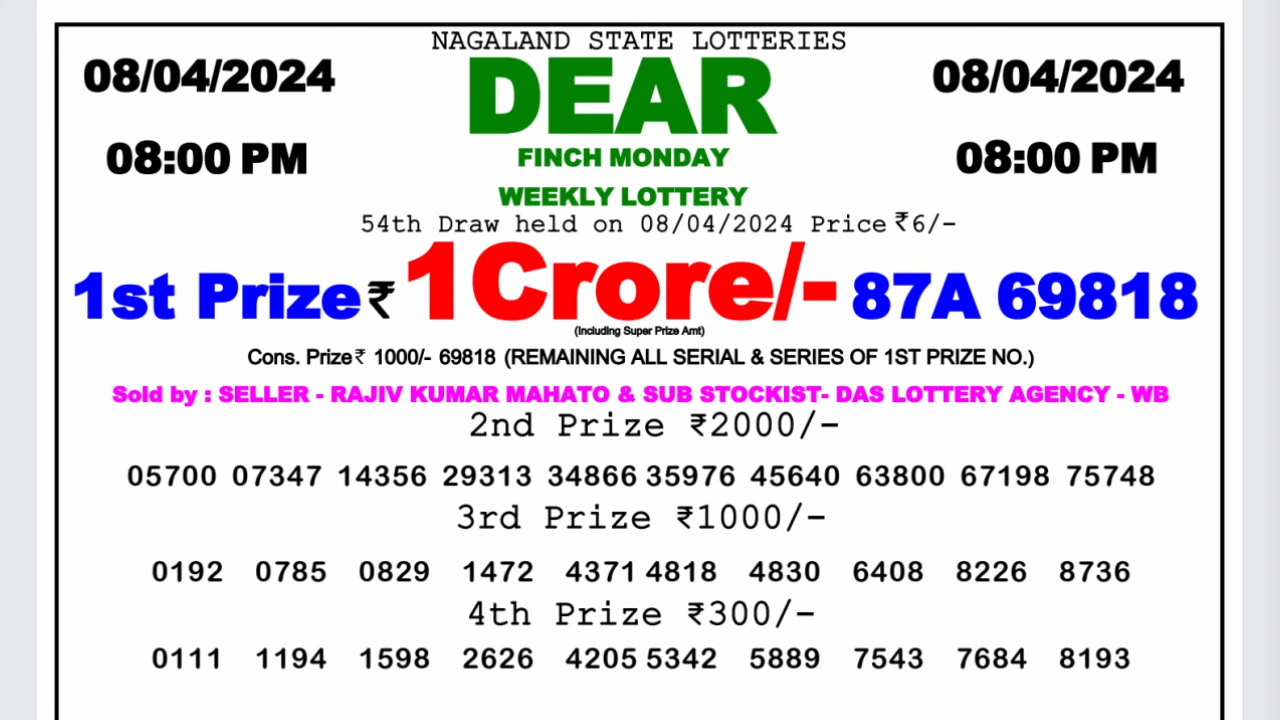 NAGALAND STATE LOTTERIES
08/04/2024 DEAR 08/04/2024
08:00 PM FINCH MONDAY 08:00 PM
WEEKLY LOTTERY
54th Draw held on 08/04/2024 Price ₹6/-
1st Prize ₹ 1Crore/- 87A 69818
(Including Super Prize Amt)
Cons. Prize ₹ 1000/- 69818 (REMAINING ALL SERIAL & SERIES OF 1ST PRIZE NO.)
Sold by : SELLER - RAJIV KUMAR MAHATO & SUB STOCKIST- DAS LOTTERY AGENCY - WB
2nd Prize ₹2000/-
05700 07347 14356 29313 34866 35976 45640 63800 67198 75748
3rd Prize ₹1000/-
0192 0785 0829 1472 4371 4818 4830 6408 8226 8736
4th Prize ₹300/-
0111 1194 1598 2626 4205 5342 5889 7543 7684 8193